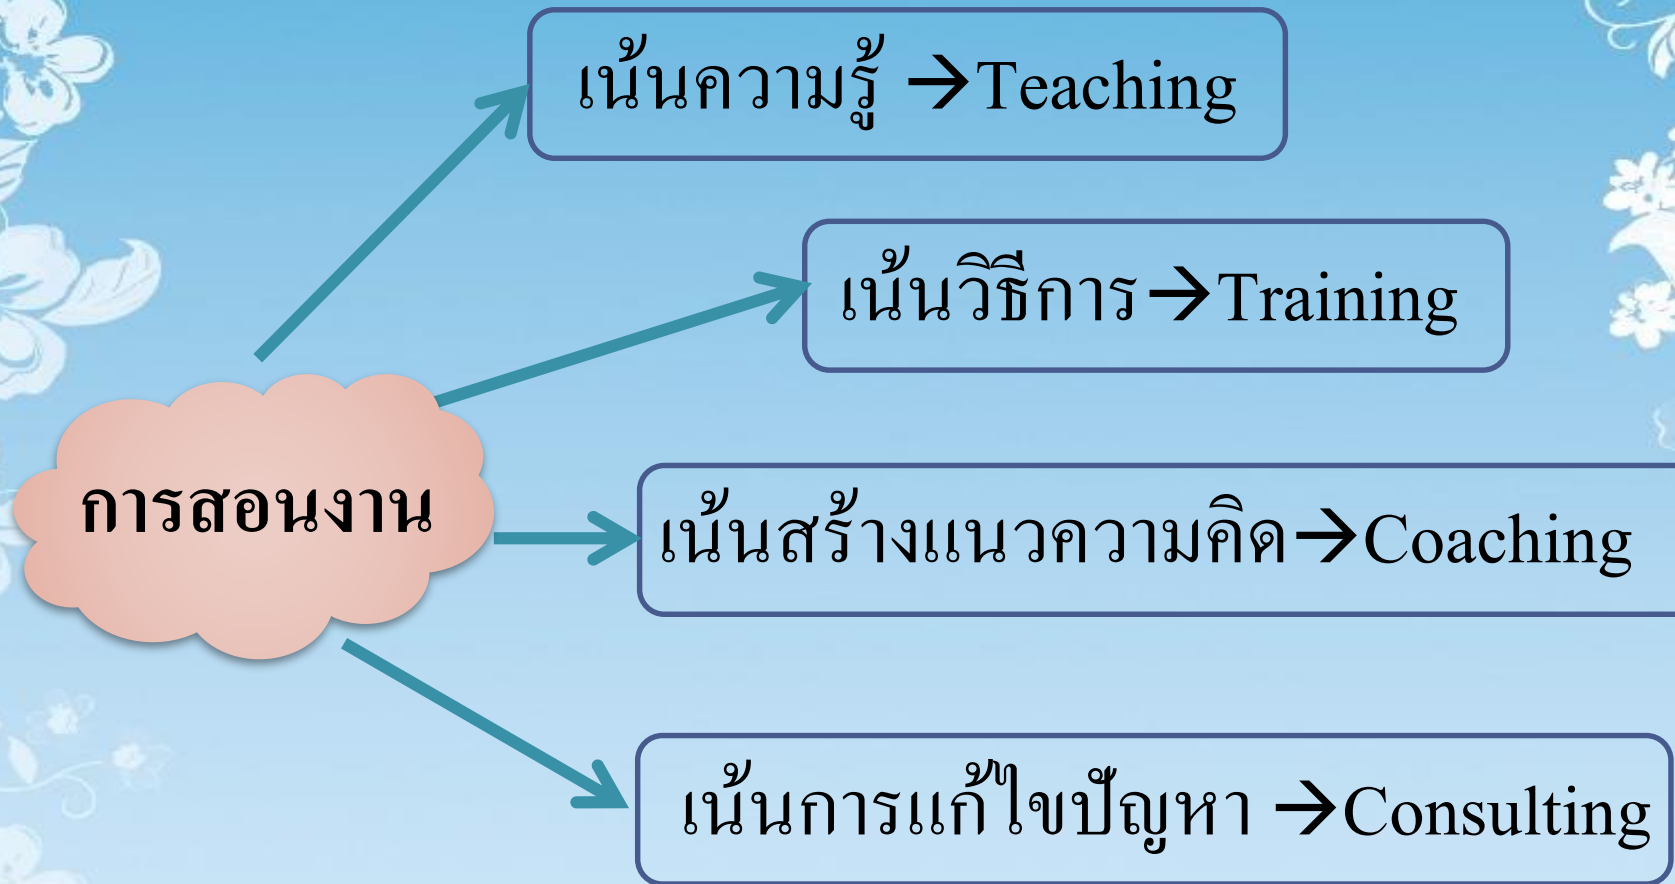 เน้นความรู้ →Teaching
เน้นวิธีการ→Training
การสอนงาน
เน้นสร้างแนวความคิด→Coaching
เน้นการแก้ไขปัญหา →Consulting